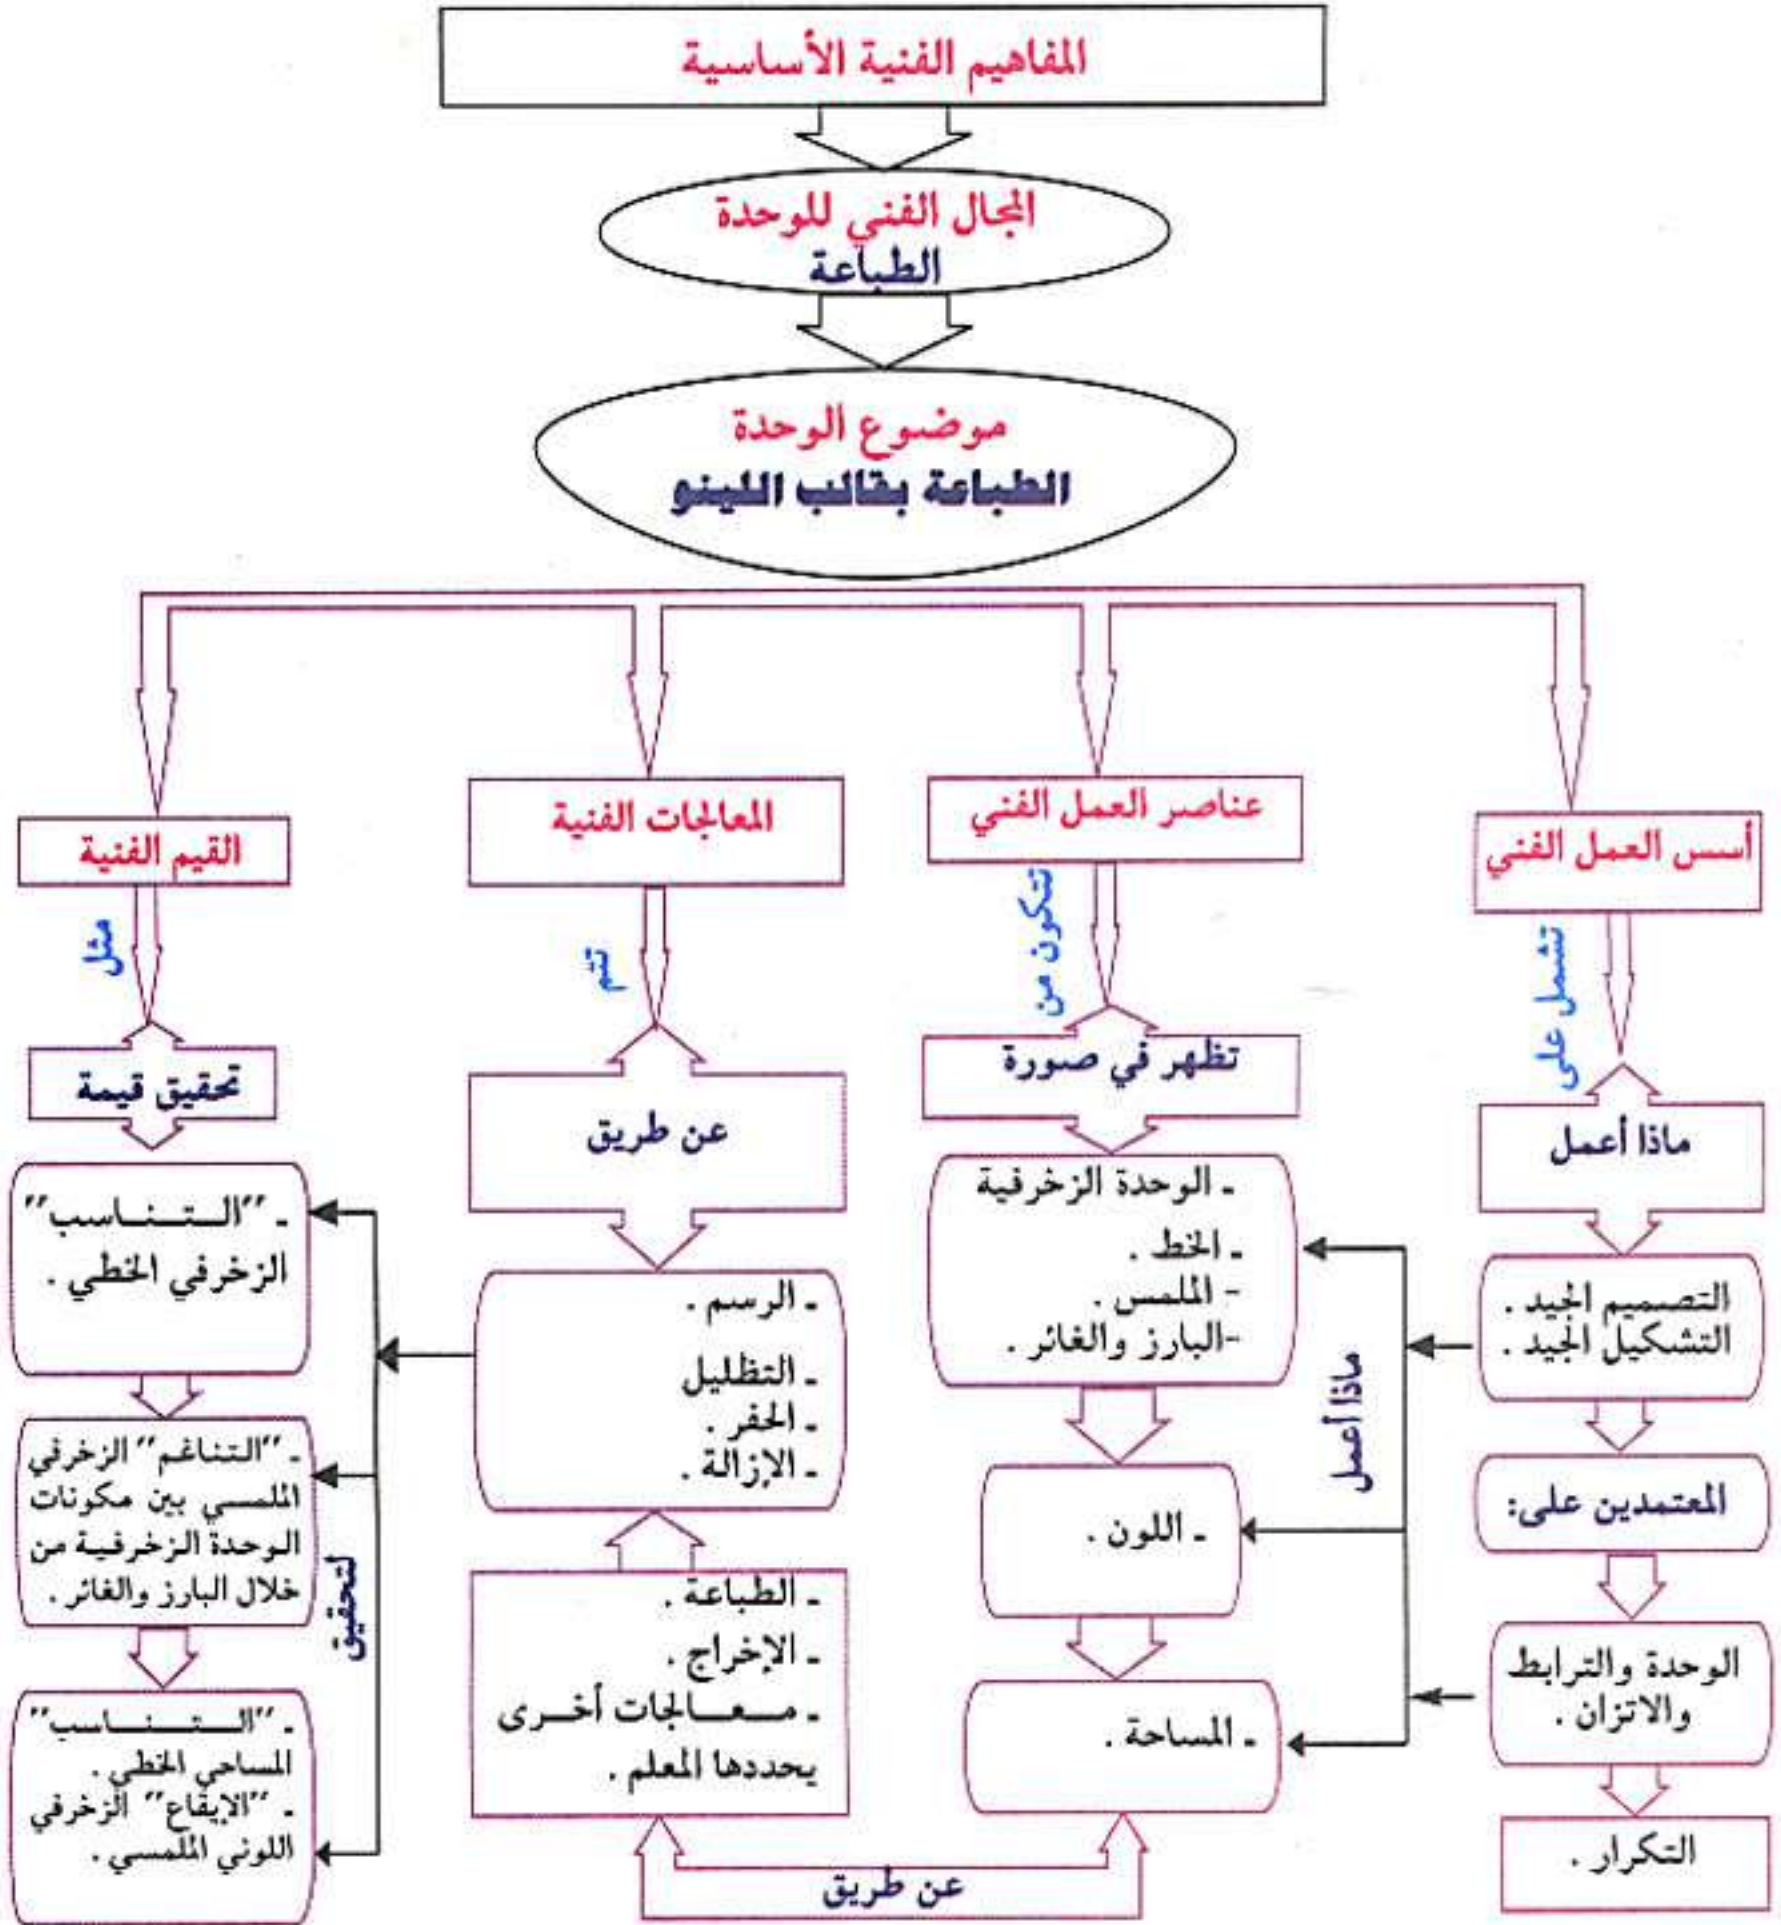 المفاهيم الفنية الأساسية
المجال الفني للوحدة
الطباعة
موضوع الوحدة
الطباعة بقالب اللينو
أسس العمل الفني
تشمل على
ماذا أعمل
التصميم الجيد .
التشكيل الجيد .
المعتمدين على:
الوحدة والترابط
والاتزان .
التكرار .
ماذا أعمل
عناصر العمل الفني
تتكون من
تظهر في صورة
ـ الوحدة الزخرفية
ـ الخط .
- الملمس .
-البارز والغائر .
ـ اللون .
ـ المساحة .
عن طريق
المعالجات الفنية
تتم
عن طريق
ـ الرسم .
ـ التظليل
ـ الحفر .
ـ الإزالة .
ـ الطباعة .
ـ الإخراج .
ـ معالجات أخرى
يحددها المعلم .
لتحقيق
القيم الفنية
مثل
تحقيق قيمة
ـ "التناسب"
الزخرفي الخطي .
ـ "التناغم" الزخرفي
الملمسي بين مكونات
الوحدة الزخرفية من
خلال البارز والغائر .
ـ "التناسب"
المساحي الخطي .
ـ "الإيقاع" الزخرفي
اللوني الملمسي .